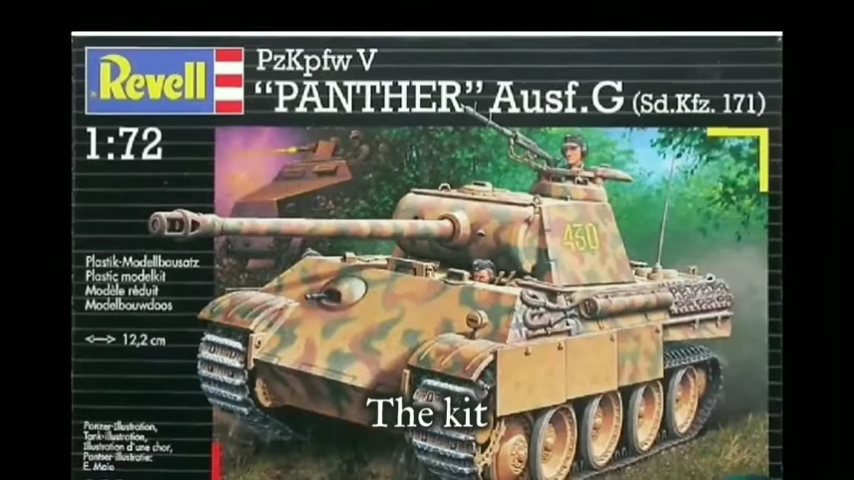 Revell
PzKpfw V
"PANTHER" Ausf.G (Sd.Kfz. 171)
1:72
430
Plastik-Modellbausatz
Plastic modelkit
Modèle réduit
Modelbouwdoos
12,2 cm
The kit
Panzer-Illustration,
Tank-illustration,
Illustration d'une char,
Pantser-illustratie:
E. Maio